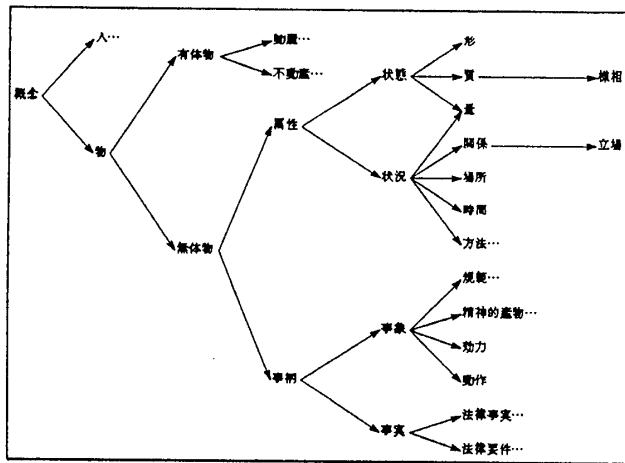 概念
人…
物
有体物
動産…
不動産…
無体物
属性
状態
形
質
様相
量
状況
関係
立場
場所
時間
方法…
事柄
事象
規範…
精神的産物…
効力
動作
事実
法律事実…
法律要件…